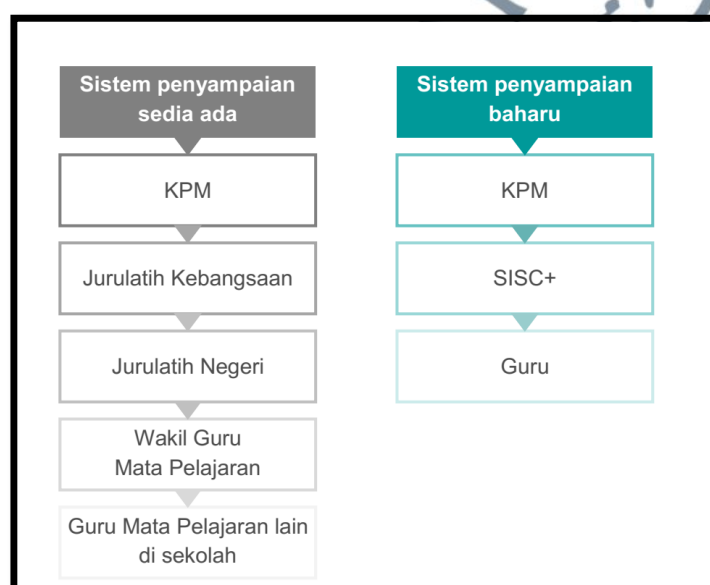 Sistem penyampaian
sedia ada
KPM
Jurulatih Kebangsaan
Jurulatih Negeri
Wakil Guru
Mata Pelajaran
Guru Mata Pelajaran lain
di sekolah
Sistem penyampaian
baharu
KPM
SISC+
Guru